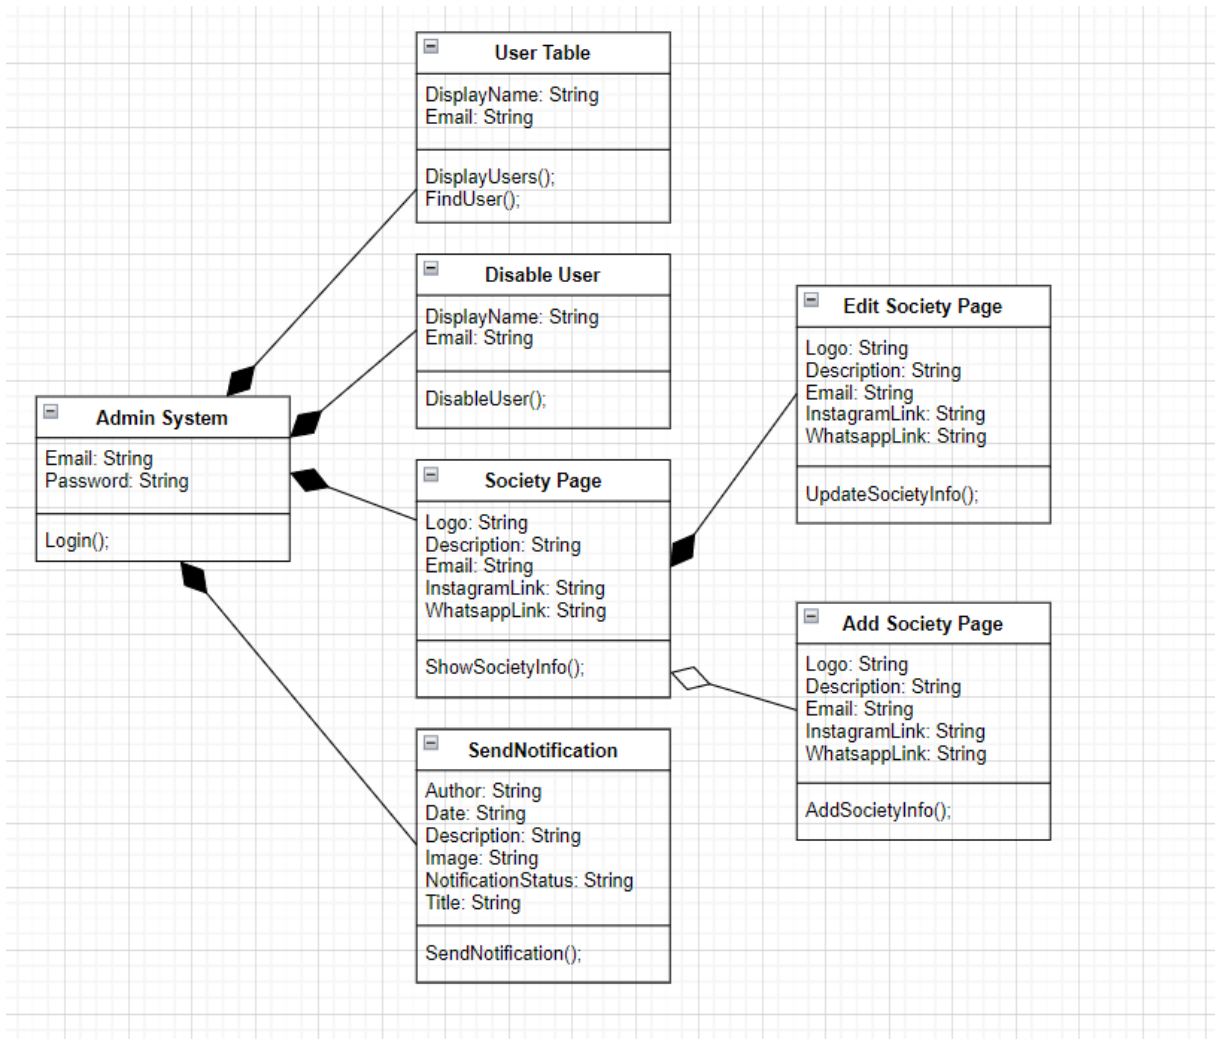 User Table
DisplayName: String
Email: String
DisplayUsers();
FindUser();
Disable User
DisplayName: String
Email: String
DisableUser();
Admin System
Email: String
Password: String
Login();
Society Page
Logo: String
Description: String
Email: String
InstagramLink: String
WhatsappLink: String
ShowSocietyInfo();
Edit Society Page
Logo: String
Description: String
Email: String
InstagramLink: String
WhatsappLink: String
UpdateSocietyInfo();
Add Society Page
Logo: String
Description: String
Email: String
InstagramLink: String
WhatsappLink: String
AddSocietyInfo();
SendNotification
Author: String
Date: String
Description: String
Image: String
NotificationStatus: String
Title: String
SendNotification();